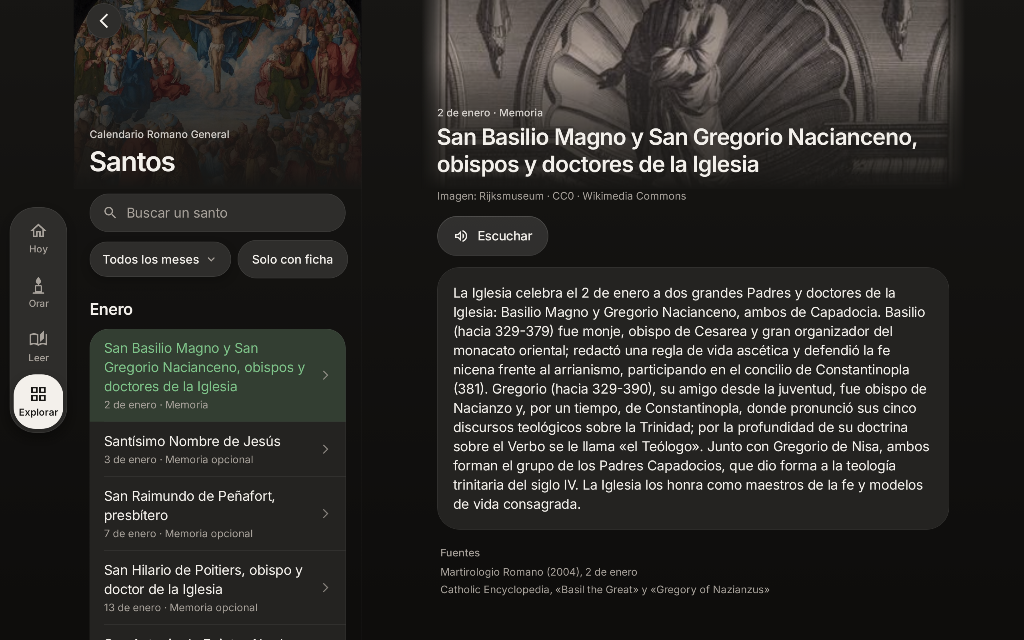 Calendario Romano General
Santos
Buscar un santo
Todos los meses
Solo con ficha
Enero
San Basilio Magno y San
Gregorio Nacianceno, obispos y
doctores de la Iglesia
2 de enero · Memoria
Santísimo Nombre de Jesús
3 de enero · Memoria opcional
San Raimundo de Peñafort,
presbítero
7 de enero · Memoria opcional
San Hilario de Poitiers, obispo y
doctor de la Iglesia
13 de enero · Memoria opcional
Hoy
Orar
Leer
Explorar
2 de enero · Memoria
San Basilio Magno y San Gregorio Nacianceno,
obispos y doctores de la Iglesia
Imagen: Rijksmuseum · CC0 · Wikimedia Commons
Escuchar
La Iglesia celebra el 2 de enero a dos grandes Padres y doctores de la
Iglesia: Basilio Magno y Gregorio Nacianceno, ambos de Capadocia. Basilio
(hacia 329-379) fue monje, obispo de Cesarea y gran organizador del
monacato oriental; redactó una regla de vida ascética y defendió la fe
nicena frente al arrianismo, participando en el concilio de Constantinopla
(381). Gregorio (hacia 329-390), su amigo desde la juventud, fue obispo de
Nacianzo y, por un tiempo, de Constantinopla, donde pronunció sus cinco
discursos teológicos sobre la Trinidad; por la profundidad de su doctrina
sobre el Verbo se le llama «el Teólogo». Junto con Gregorio de Nisa, ambos
forman el grupo de los Padres Capadocios, que dio forma a la teología
trinitaria del siglo IV. La Iglesia los honra como maestros de la fe y modelos
de vida consagrada.
Fuentes
Martirologio Romano (2004), 2 de enero
Catholic Encyclopedia, «Basil the Great» y «Gregory of Nazianzus»